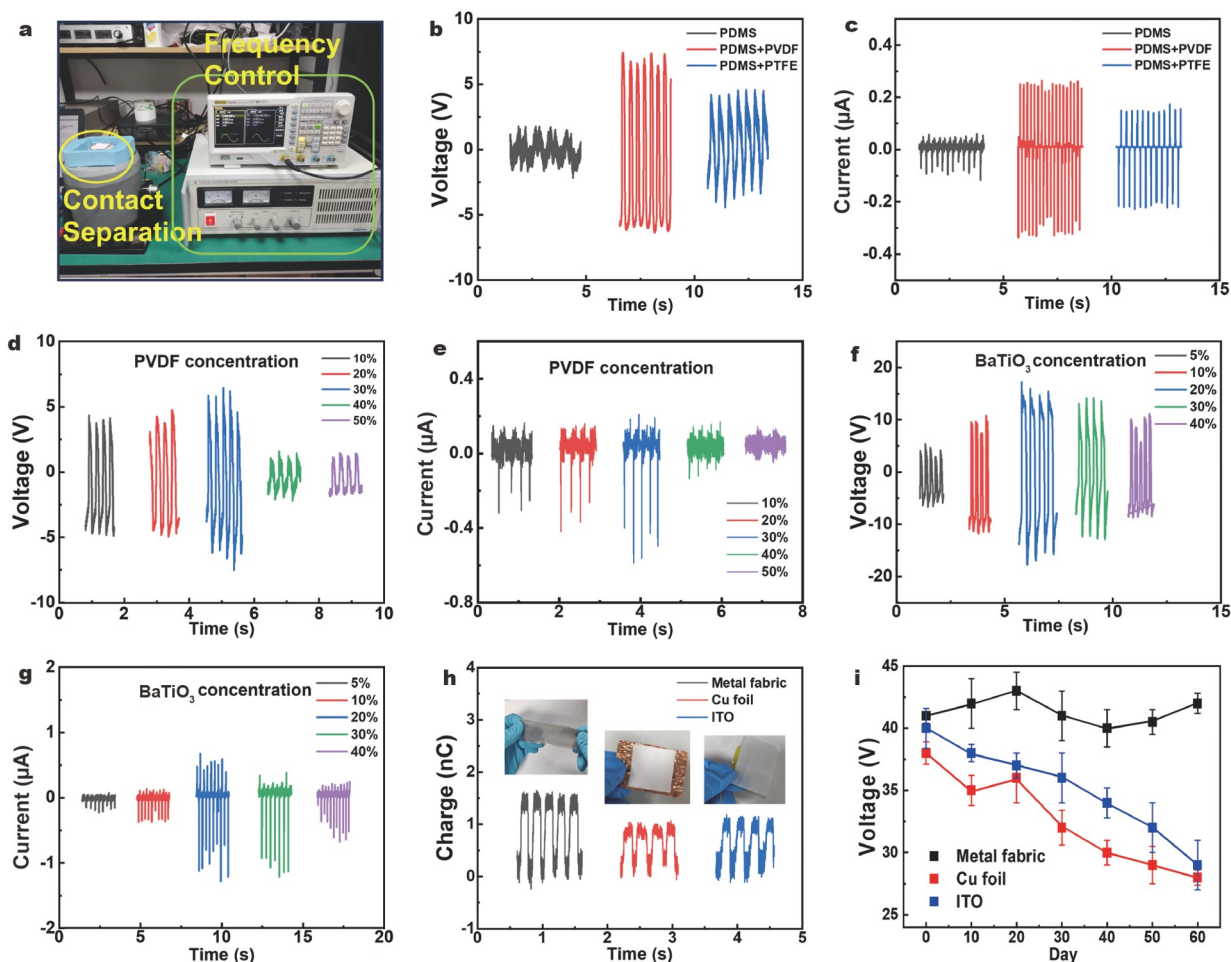 a
Frequency
Control
Contact
Separation
b
PDMS
PDMS+PVDF
PDMS+PTFE
Voltage (V)
10
5
0
-5
-10
0
5
10
15
Time (s)
c
PDMS
PDMS+PVDF
PDMS+PTFE
Current (µA)
0.4
0.2
0.0
-0.2
-0.4
0
5
10
15
Time (s)
d
PVDF concentration
10%
20%
30%
40%
50%
Voltage (V)
10
5
0
-5
-10
0
2
4
6
8
10
Time (s)
e
PVDF concentration
10%
20%
30%
40%
50%
Current (µA)
0.4
0.0
-0.4
-0.8
0
2
4
6
8
Time (s)
f
BaTiO3 concentration
5%
10%
20%
30%
40%
Voltage (V)
20
10
0
-10
-20
0
5
10
15
Time (s)
g
BaTiO3 concentration
5%
10%
20%
30%
40%
Current (µA)
2
1
0
-1
-2
0
5
10
15
20
Time (s)
h
Metal fabric
Cu foil
ITO
Charge (nC)
4
3
2
1
0
-1
0
1
2
3
4
5
Time (s)
i
Voltage (V)
45
40
35
30
25
Metal fabric
Cu foil
ITO
0
10
20
30
40
50
60
Day